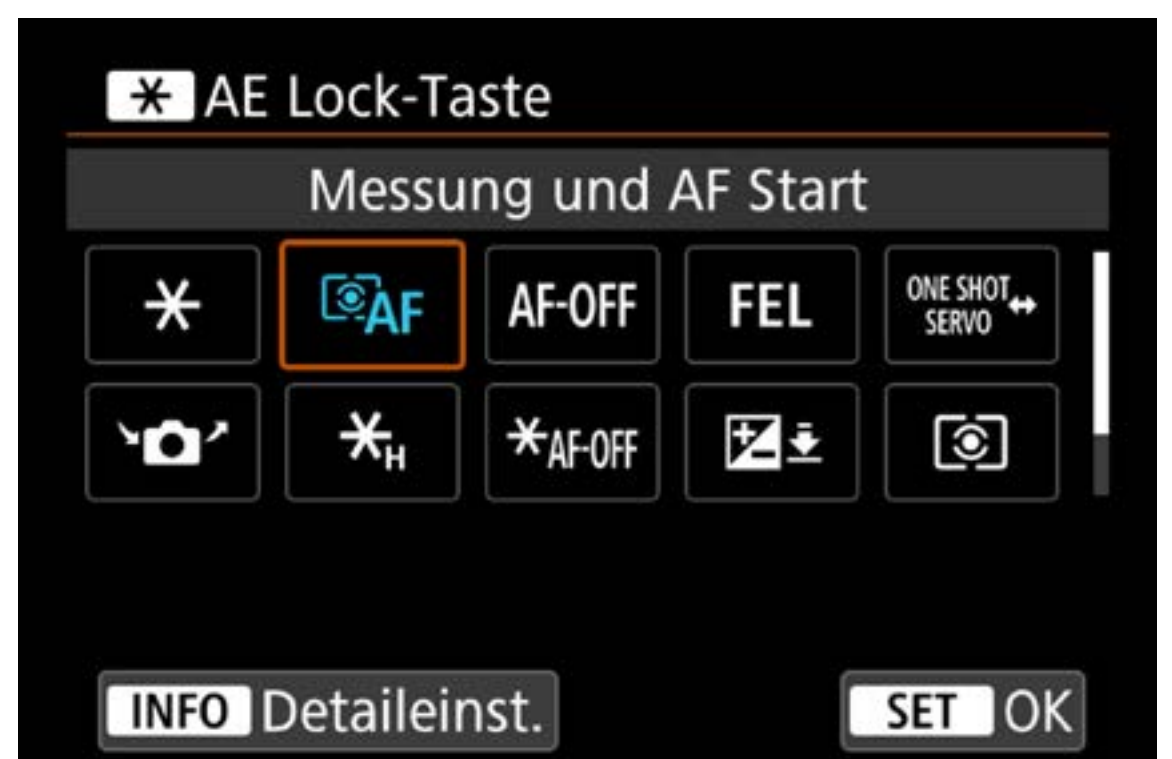 * AE Lock-Taste
Messung und AF Start
* AF AF-OFF FEL ONE SHOT
SERVO
*H *AF-OFF
INFO Detaileinst. SET OK